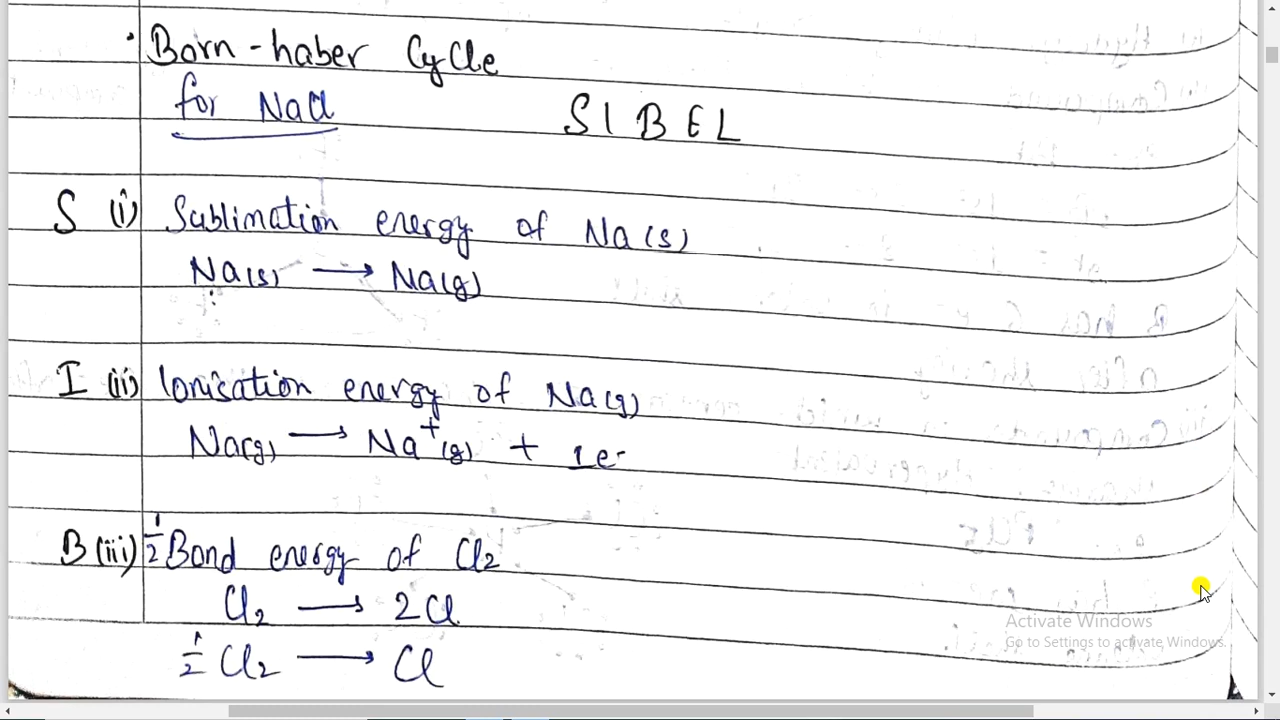 Born-haber Cycle
for NaCl
S I B E L
S (i) Sublimation energy of Na(s)
Na(s) → Na(g)
I (ii) Ionisation energy of Na(g)
Na(g) → Na⁺(g) + 1e-
B (iii) 1/2 Bond energy of Cl₂
Cl₂ → 2Cl
1/2 Cl₂ → Cl
Activate Windows
Go to Settings to activate Windows.